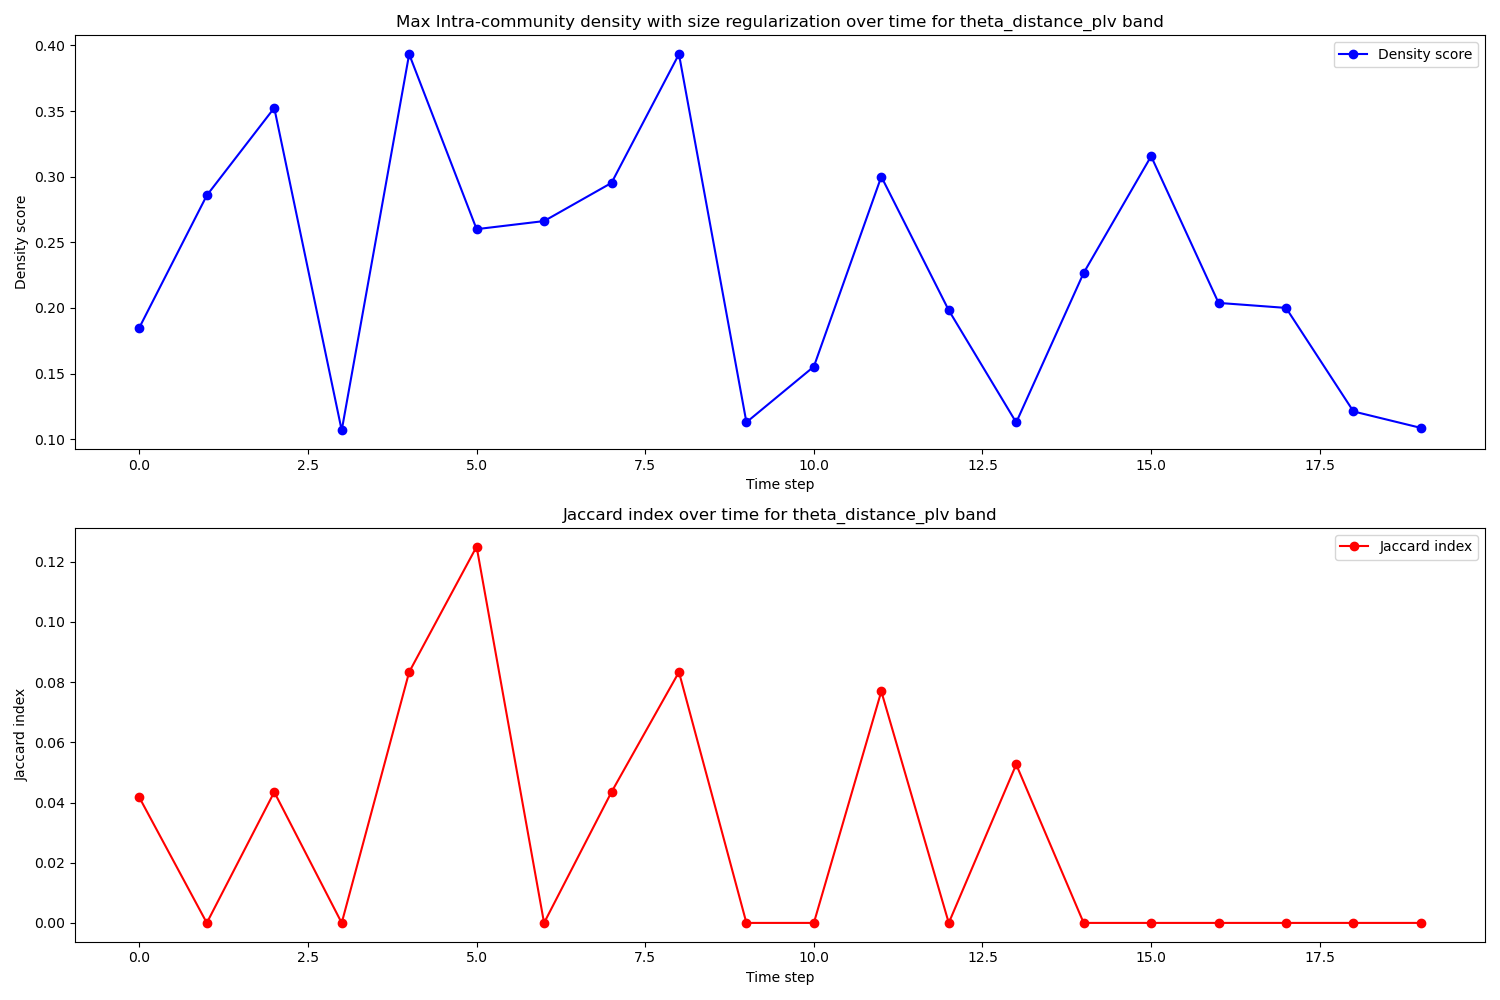 Max Intra-community density with size regularization over time for theta_distance_plv band
Density score
0.40
0.35
0.30
0.25
0.20
0.15
0.10
Density score
0.0 2.5 5.0 7.5 10.0 12.5 15.0 17.5
Time step
Jaccard index over time for theta_distance_plv band
Jaccard index
0.12
0.10
0.08
0.06
0.04
0.02
0.00
Jaccard index
0.0 2.5 5.0 7.5 10.0 12.5 15.0 17.5
Time step